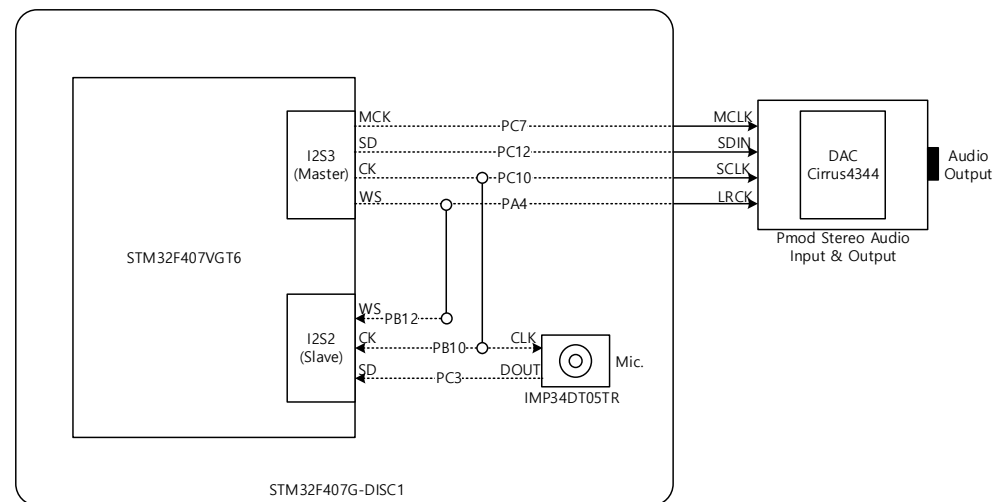 MCK
PC7
MCLK
SD
PC12
SDIN
I2S3
(Master)
CK
PC10
SCLK
WS
PA4
LRCK
DAC
Cirrus4344
Audio
Output
Pmod Stereo Audio
Input & Output
STM32F407VGT6
I2S2
(Slave)
WS
PB12
CK
PB10
CLK
SD
PC3
DOUT
Mic.
IMP34DT05TR
STM32F407G-DISC1